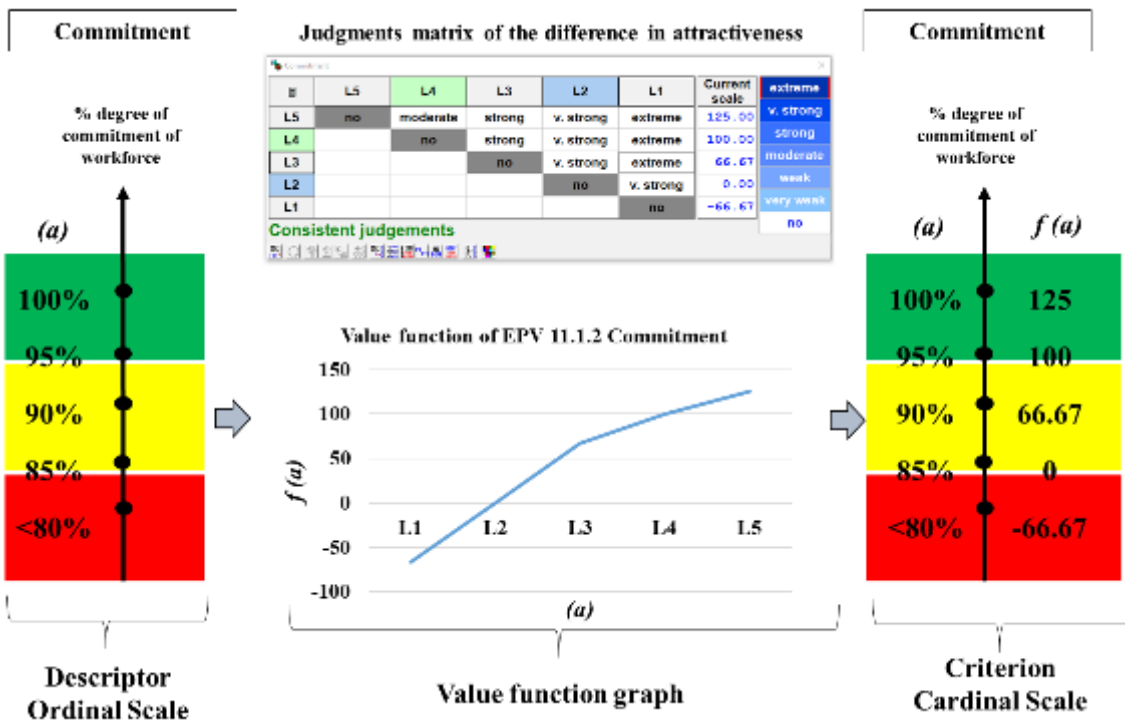 Commitment
% degree of
commitment of
workforce
(a)
100%
95%
90%
85%
<80%
Descriptor
Ordinal Scale
Judgments matrix of the difference in attractiveness
Commitment
L5 L4 L3 L2 L1 Current scale
L5 no moderate strong v. strong extreme 125.00
L4 no strong v. strong extreme 100.00
L3 no v. strong extreme 66.67
L2 no v. strong 0.00
L1 no -66.67
extreme
v. strong
strong
moderate
weak
very weak
no
Consistent judgements
Value function of EPV 11.1.2 Commitment
f (a)
150
100
50
0
-50
-100
L1 L2 L3 L4 L5
(a)
Value function graph
Commitment
% degree of
commitment of
workforce
(a) f (a)
100% 125
95% 100
90% 66.67
85% 0
<80% -66.67
Criterion
Cardinal Scale